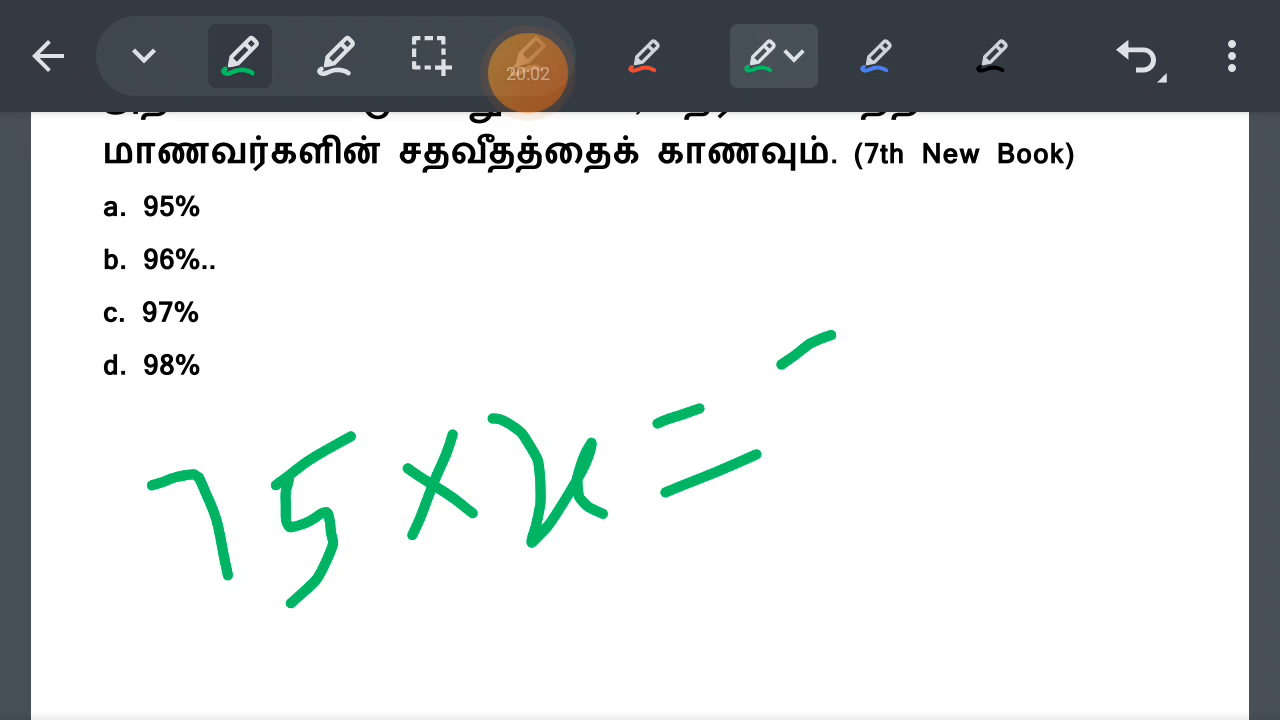 20:02
மாணவர்களின் சதவீதத்தைக் காணவும். (7th New Book)
a. 95%
b. 96%..
c. 97%
d. 98%
75 × x =